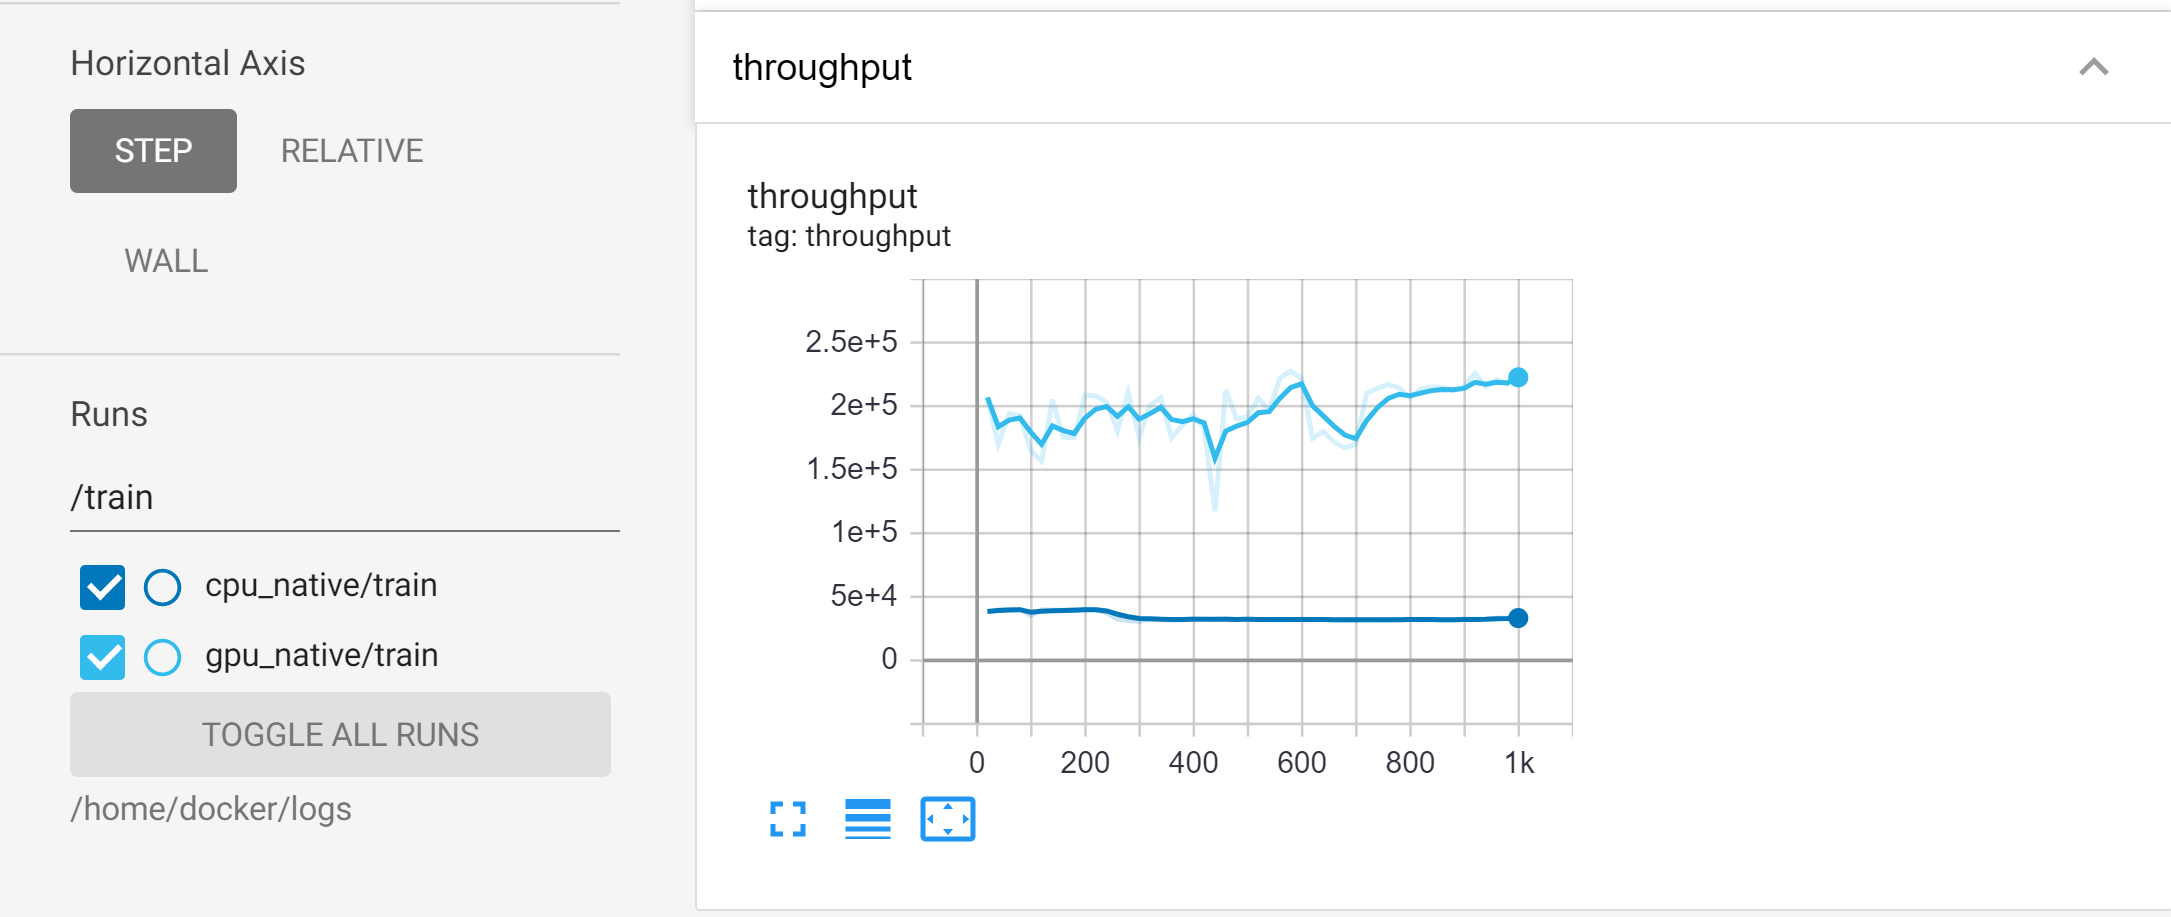 Horizontal Axis
STEP RELATIVE
WALL
Runs
/train
cpu_native/train
gpu_native/train
TOGGLE ALL RUNS
/home/docker/logs
throughput
throughput
tag: throughput
2.5e+5
2e+5
1.5e+5
1e+5
5e+4
0
0 200 400 600 800 1k